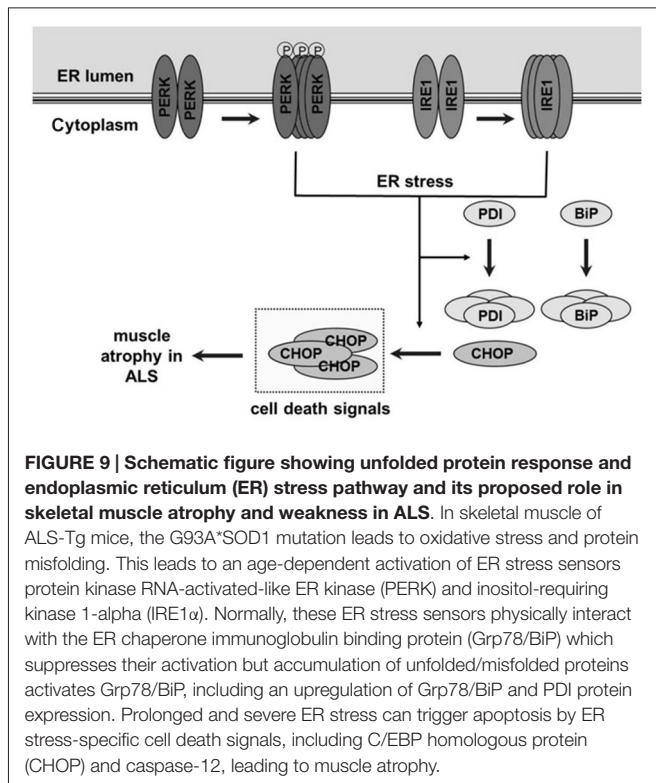 P P P
ER lumen
PERK PERK PERK PERK IRE1 IRE1 IRE1
Cytoplasm
ER stress
PDI BiP
PDI BiP
muscle
atrophy in
ALS
CHOP
CHOP
CHOP
CHOP
cell death signals
FIGURE 9 | Schematic figure showing unfolded protein response and
endoplasmic reticulum (ER) stress pathway and its proposed role in
skeletal muscle atrophy and weakness in ALS. In skeletal muscle of
ALS-Tg mice, the G93A*SOD1 mutation leads to oxidative stress and protein
misfolding. This leads to an age-dependent activation of ER stress sensors
protein kinase RNA-activated-like ER kinase (PERK) and inositol-requiring
kinase 1-alpha (IRE1α). Normally, these ER stress sensors physically interact
with the ER chaperone immunoglobulin binding protein (Grp78/BiP) which
suppresses their activation but accumulation of unfolded/misfolded proteins
activates Grp78/BiP, including an upregulation of Grp78/BiP and PDI protein
expression. Prolonged and severe ER stress can trigger apoptosis by ER
stress-specific cell death signals, including C/EBP homologous protein
(CHOP) and caspase-12, leading to muscle atrophy.